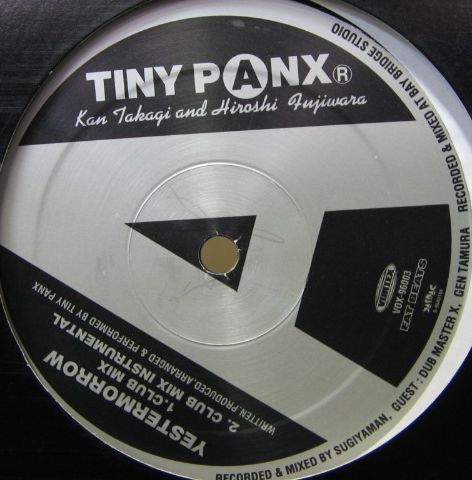 TINY PANX®
Kan Takagi and Hiroshi Fujiwara
YESTERMORROW
1.CLUB MIX
2. CLUB MIX INSTRUMENTAL
WRITTEN PRODUCED ARRANGED & PERFORMED BY TINY PANX
VOX-96003
FAT BEATS
RECORDED & MIXED BY SUGIYAMAN, GUEST : DUB MASTER X, GEN TAMURA RECORDED & MIXED AT BAY BRIDGE STUDIO